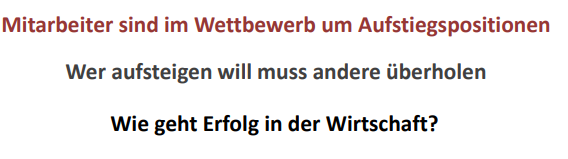 Mitarbeiter sind im Wettbewerb um Aufstiegspositionen
Wer aufsteigen will muss andere überholen
Wie geht Erfolg in der Wirtschaft?